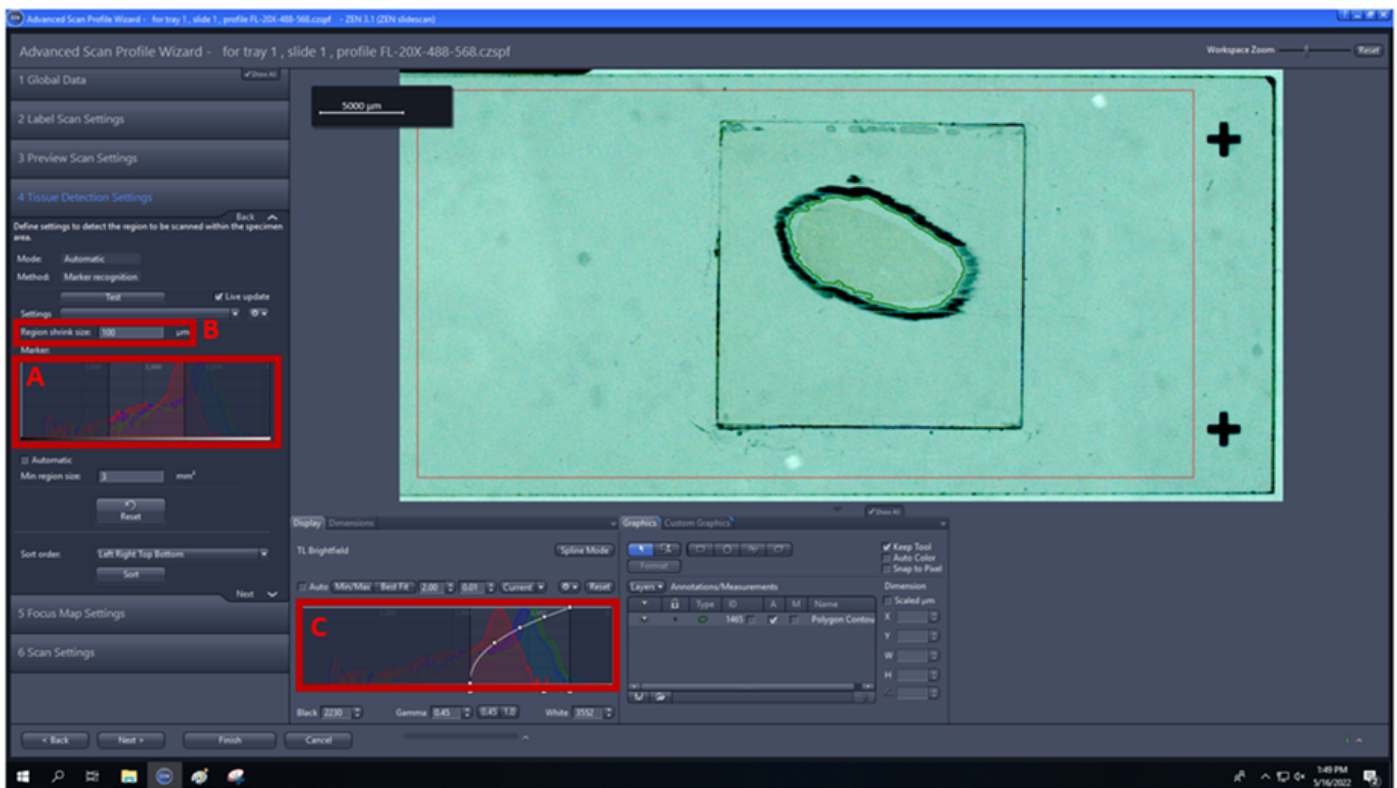 Advanced Scan Profile Wizard - for tray 1 , slide 1 , profile FL-20X-488-568.czspf - ZEN 3.1 (ZEN slidescan)
Advanced Scan Profile Wizard - for tray 1 , slide 1 , profile FL-20X-488-568.czspf
Workspace Zoom Reset
1 Global Data
Show All
2 Label Scan Settings
3 Preview Scan Settings
4 Tissue Detection Settings
Back
Define settings to detect the region to be scanned within the specimen
area.
Mode: Automatic
Method: Marker recognition
Test Live update
Settings
Region shrink size: 100 µm B
Marker:
A
2,000
Automatic
Min region size: 3 mm²
Reset
Sort order: Left Right Top Bottom
Sort
Next
5 Focus Map Settings
6 Scan Settings
5000 µm
Display Dimensions
TL Brightfield Spline Mode
Auto Min/Max Best Fit 2.00 0.01 Current Reset
C
Black 2230 Gamma 0.45 0.45 1.0 White 3552
Show All
Graphics Custom Graphics
Keep Tool
Auto Color
Snap to Pixel
Format
Layers Annotations/Measurements
Type ID A M Name
1465 Polygon Contou
Dimension
Scaled µm
X
Y
W
H
< Back Next > Finish Cancel
ZEN
1:49 PM
5/16/2022
2